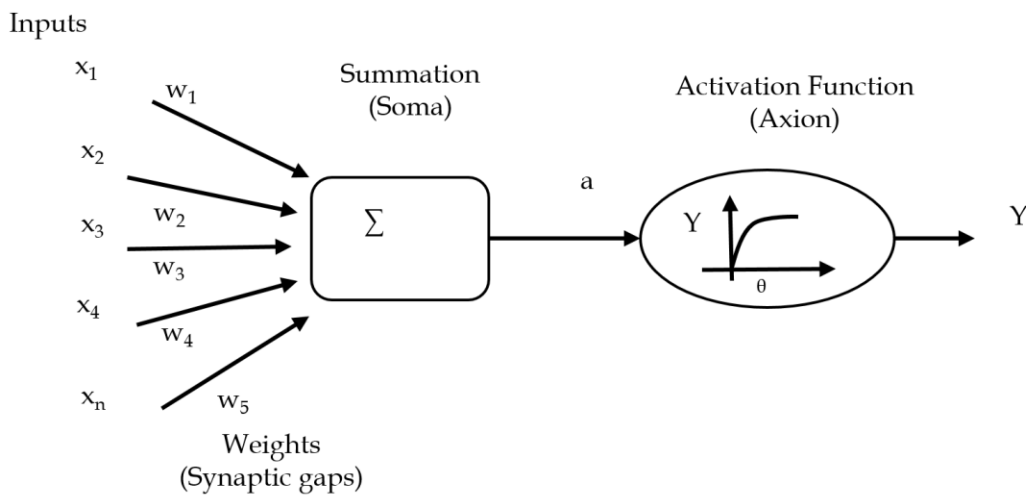 Inputs
x₁
w₁
Summation
(Soma)
Activation Function
(Axion)
x₂
w₂
x₃
w₃
x₄
w₄
xₙ
w₅
Σ
a
Y
θ
Y
Weights
(Synaptic gaps)